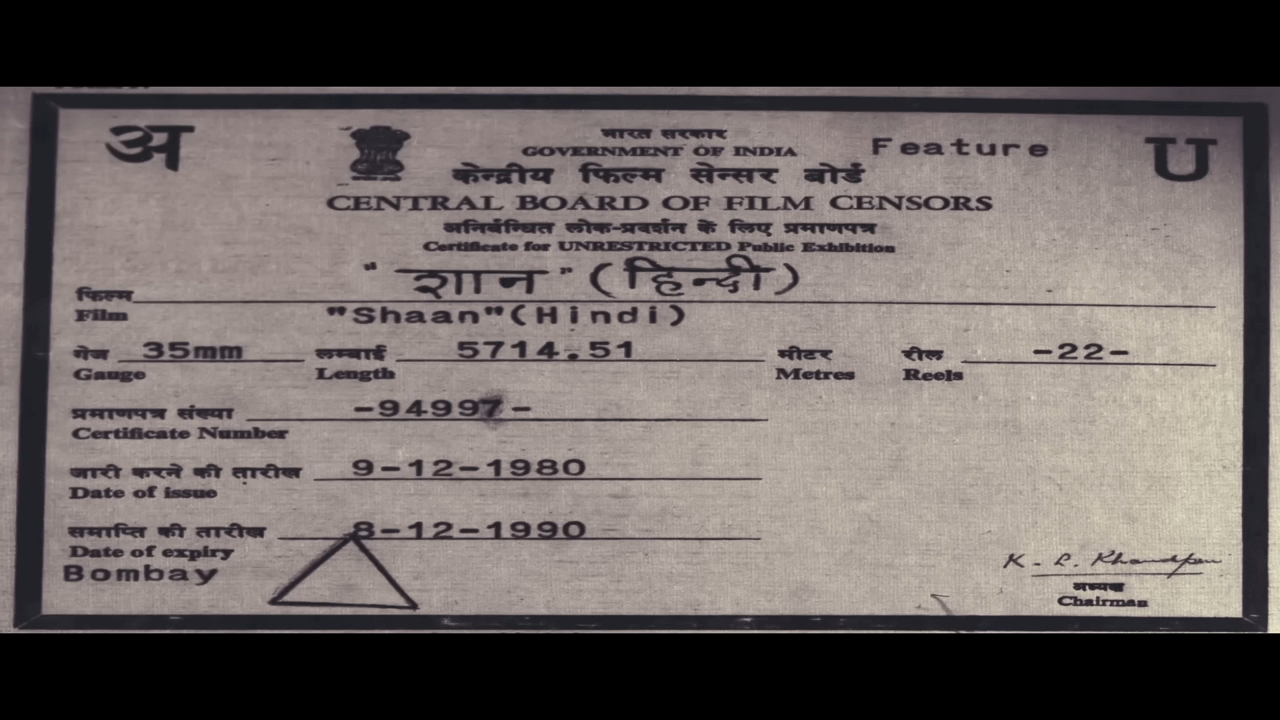 अ
भारत सरकार
GOVERNMENT OF INDIA
Feature
U
केन्द्रीय फिल्म सेन्सर बोर्ड
CENTRAL BOARD OF FILM CENSORS
अनिर्बन्धित लोक-प्रदर्शन के लिए प्रमाणपत्र
Certificate for UNRESTRICTED Public Exhibition
फिल्म "शान" (हिन्दी)
Film "Shaan"(Hindi)
गेज 35mm लम्बाई 5714.51 मीटर रील -22-
Gauge Length Metres Reels
प्रमाणपत्र संख्या -94997-
Certificate Number
जारी करने की तारीख 9-12-1980
Date of issue
समाप्ति की तारीख 8-12-1990
Date of expiry
Bombay
K. L. Khandpur
अध्यक्ष
Chairman